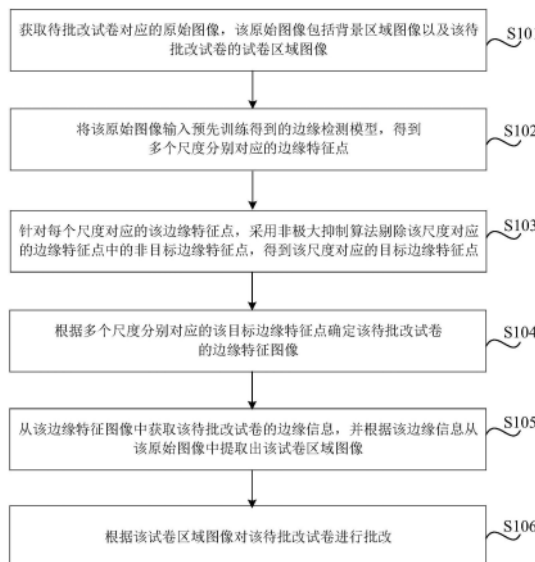 获取待批改试卷对应的原始图像，该原始图像包括背景区域图像以及该待
批改试卷的试卷区域图像
S101
将该原始图像输入预先训练得到的边缘检测模型，得到
多个尺度分别对应的边缘特征点
S102
针对每个尺度对应的该边缘特征点，采用非极大抑制算法剔除该尺度对应
的边缘特征点中的非目标边缘特征点，得到该尺度对应的目标边缘特征点
S103
根据多个尺度分别对应的该目标边缘特征点确定该待批改试卷
的边缘特征图像
S104
从该边缘特征图像中获取该待批改试卷的边缘信息，并根据该边缘信息从
该原始图像中提取出该试卷区域图像
S105
根据该试卷区域图像对该待批改试卷进行批改
S106